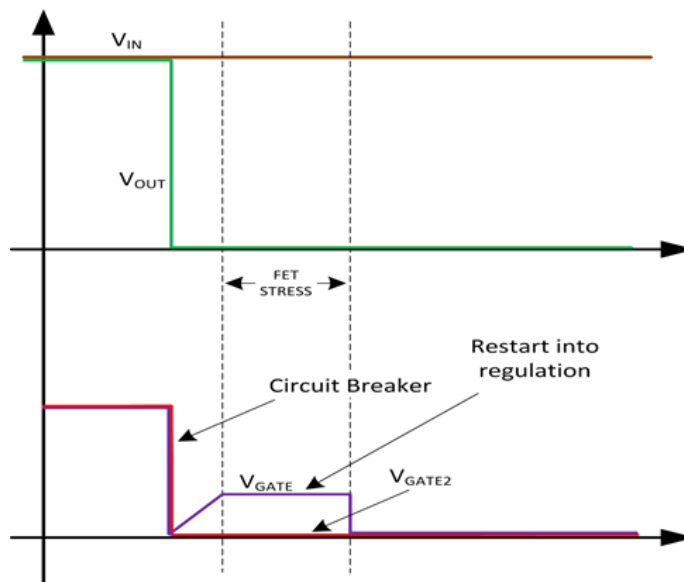 VIN
VOUT
FET
STRESS
Restart into
regulation
Circuit Breaker
VGATE
VGATE2